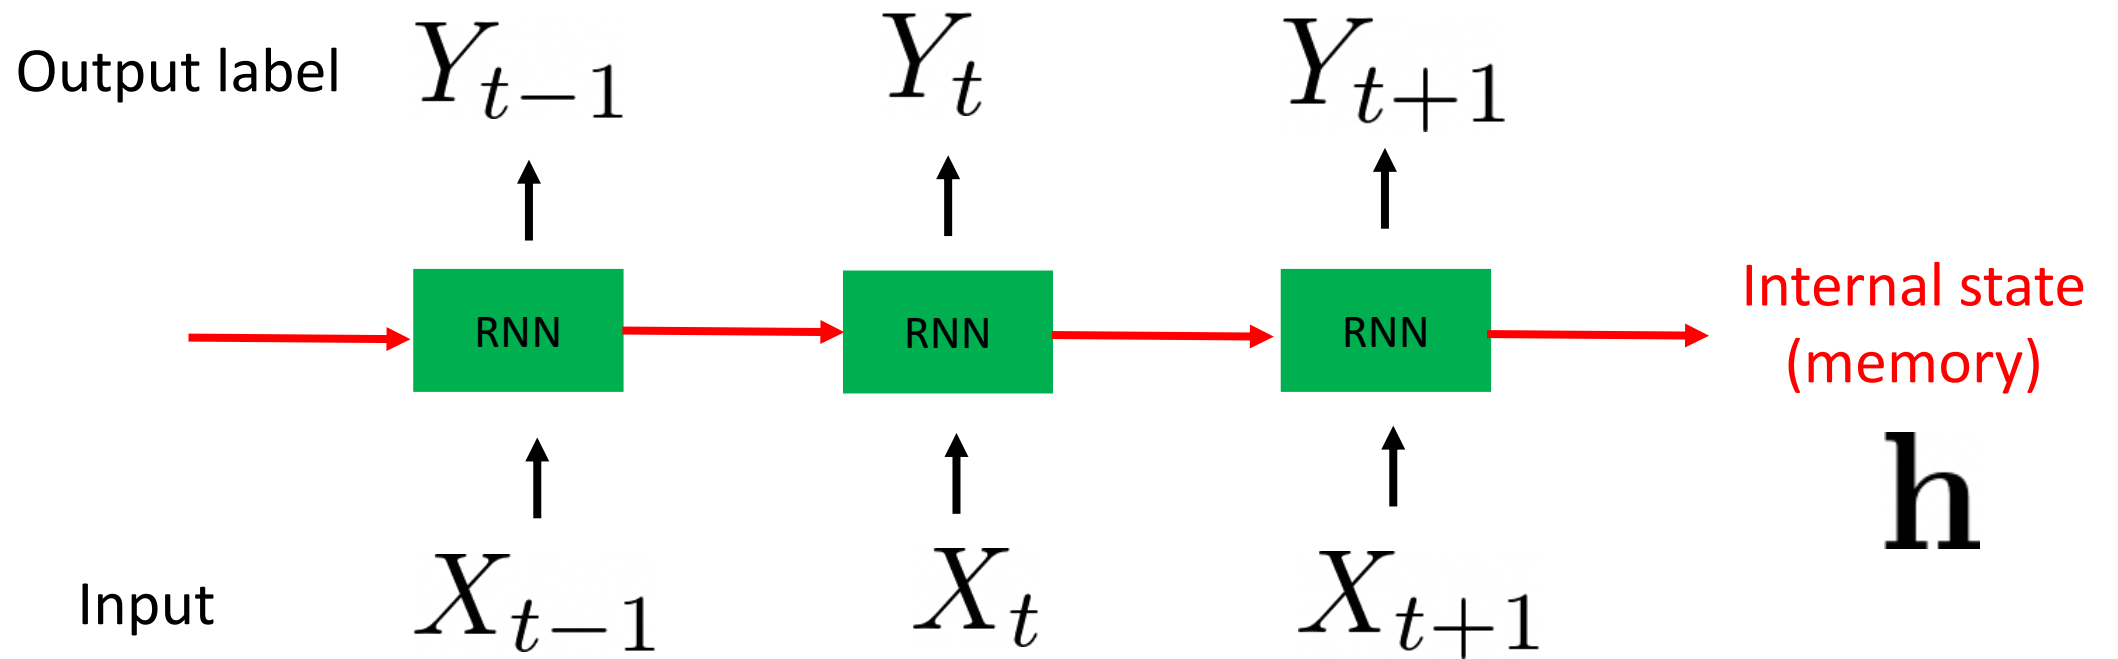 Output label Y_{t-1} Y_t Y_{t+1}
RNN RNN RNN
Internal state
(memory)
h
Input X_{t-1} X_t X_{t+1}